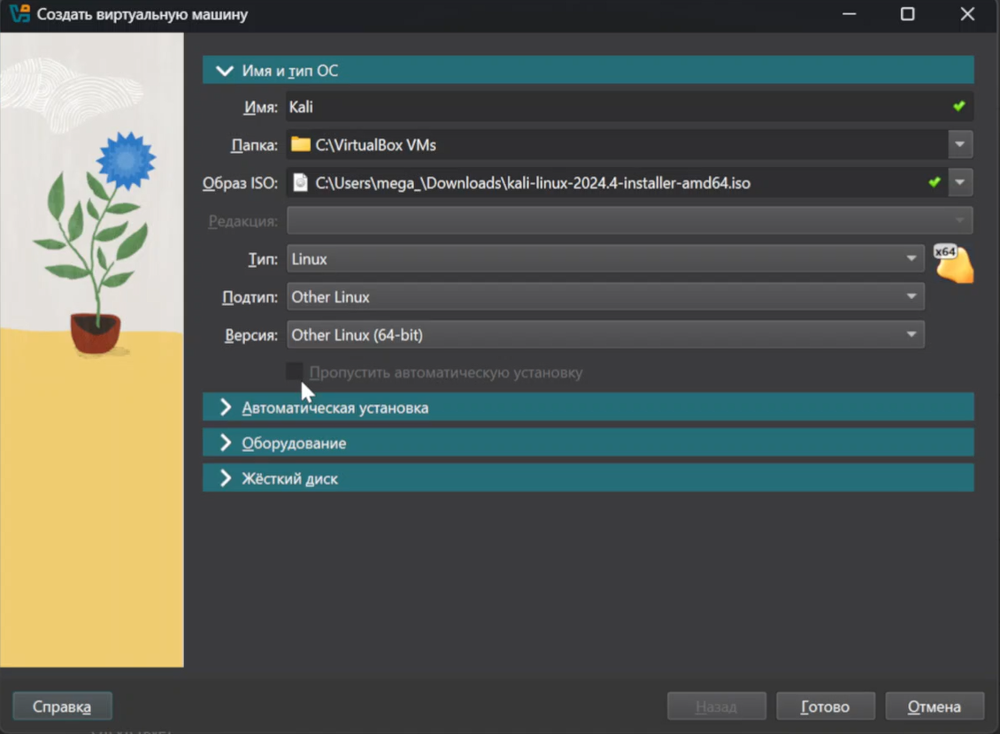 Создать виртуальную машину
Имя и тип ОС
Имя: Kali
Папка: C:\VirtualBox VMs
Образ ISO: C:\Users\mega_\Downloads\kali-linux-2024.4-installer-amd64.iso
Редакция:
Тип: Linux
x64
Подтип: Other Linux
Версия: Other Linux (64-bit)
Пропустить автоматическую установку
Автоматическая установка
Оборудование
Жёсткий диск
Справка Назад Готово Отмена